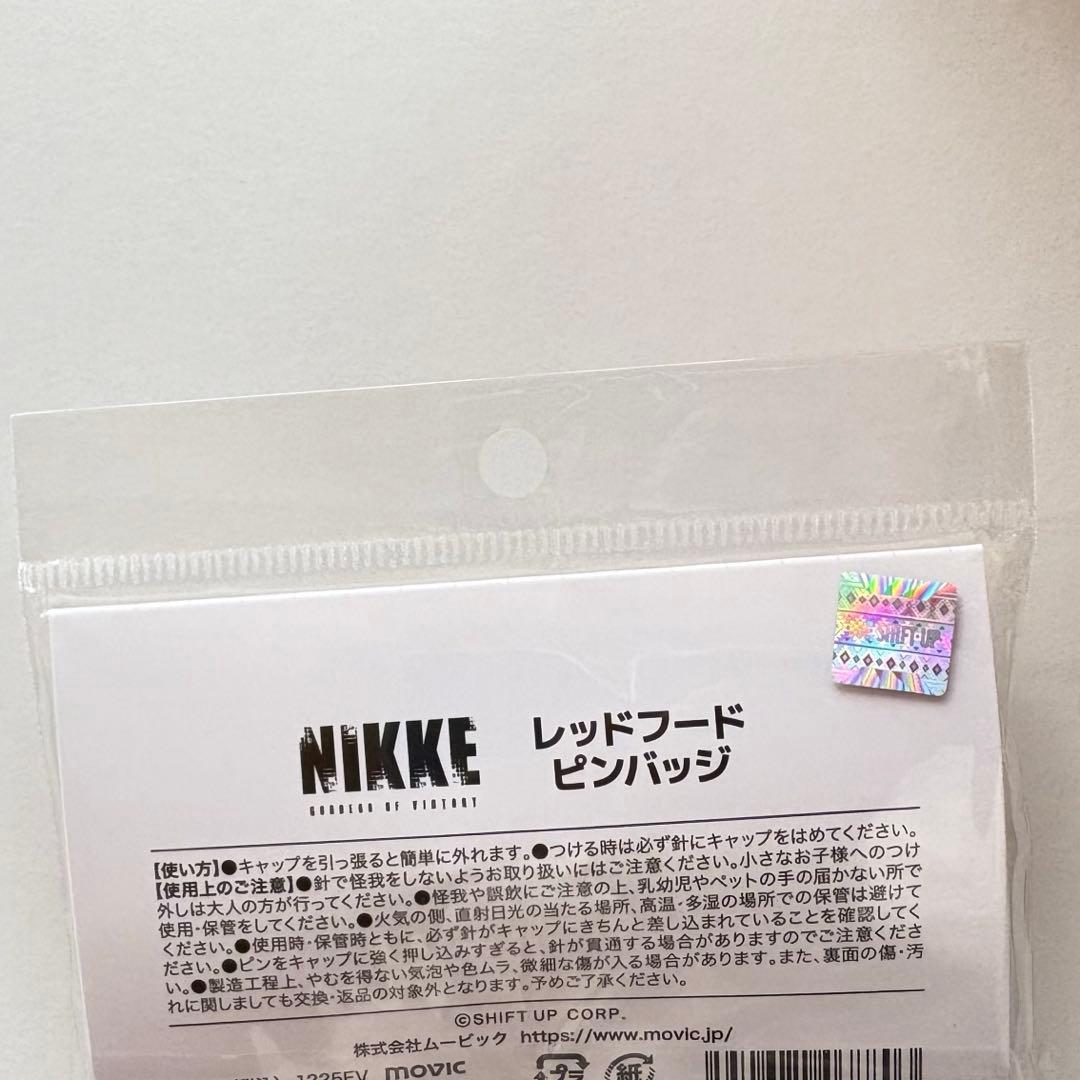 SHIFT UP
NIKKE
GODDESS OF VICTORY
レッドフード
ピンバッジ
【使い方】●キャップを引っ張ると簡単に外れます。●つける時は必ず針にキャップをはめてください。
【使用上のご注意】●針で怪我をしないようお取り扱いにはご注意ください。小さなお子様へのつけ
外しは大人の方が行ってください。●怪我や誤飲にご注意の上、乳幼児やペットの手の届かない所で
使用・保管をしてください。●火気の側、直射日光の当たる場所、高温・多湿の場所での保管は避けて
ください。●使用時・保管時ともに、必ず針がキャップにきちんと差し込まれていることを確認してく
ださい。●ピンをキャップに強く押し込みすぎると、針が貫通する場合がありますのでご注意くださ
い。●製造工程上、やむを得ない気泡や色ムラ、微細な傷が入る場合があります。また、裏面の傷・汚
れに関しましても交換・返品の対象外となります。予めご了承ください。
©SHIFT UP CORP.
株式会社ムービック https://www.movic.jp/
1225EV movic プラ 紙